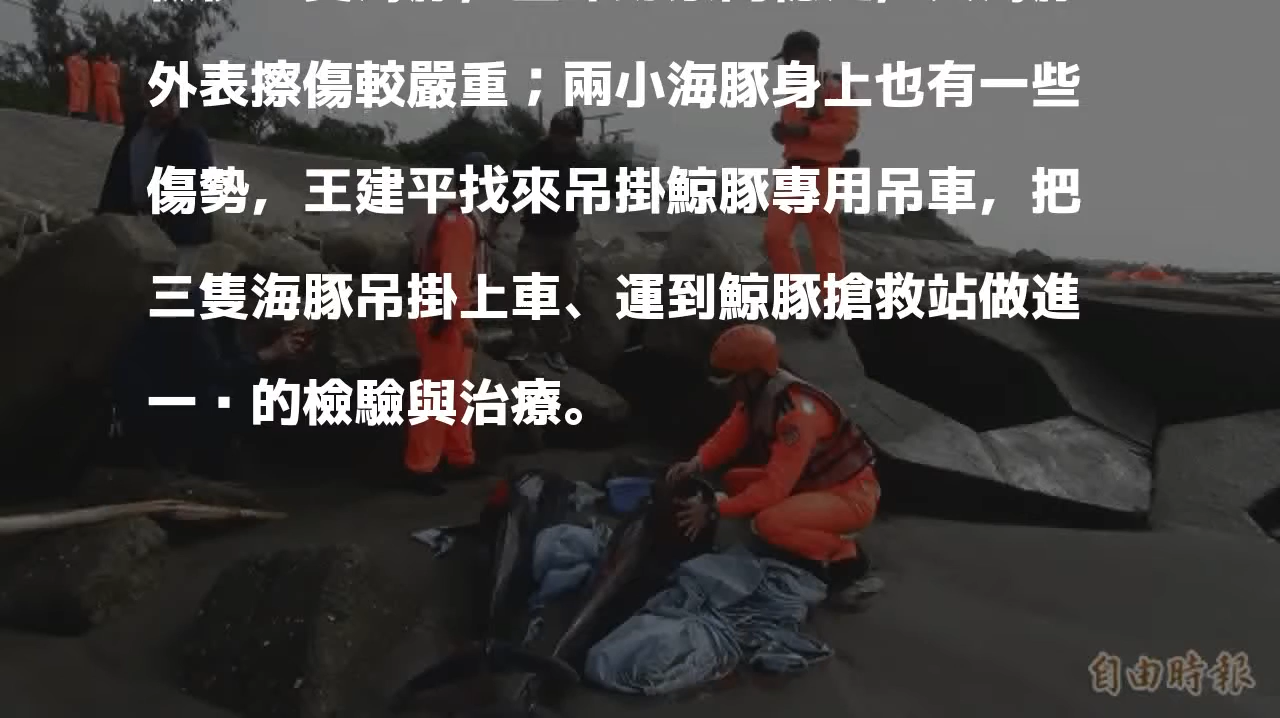 外表擦傷較嚴重；兩小海豚身上也有一些
傷勢，王建平找來吊掛鯨豚專用吊車，把
三隻海豚吊掛上車、運到鯨豚搶救站做進
一▪的檢驗與治療。
自由時報